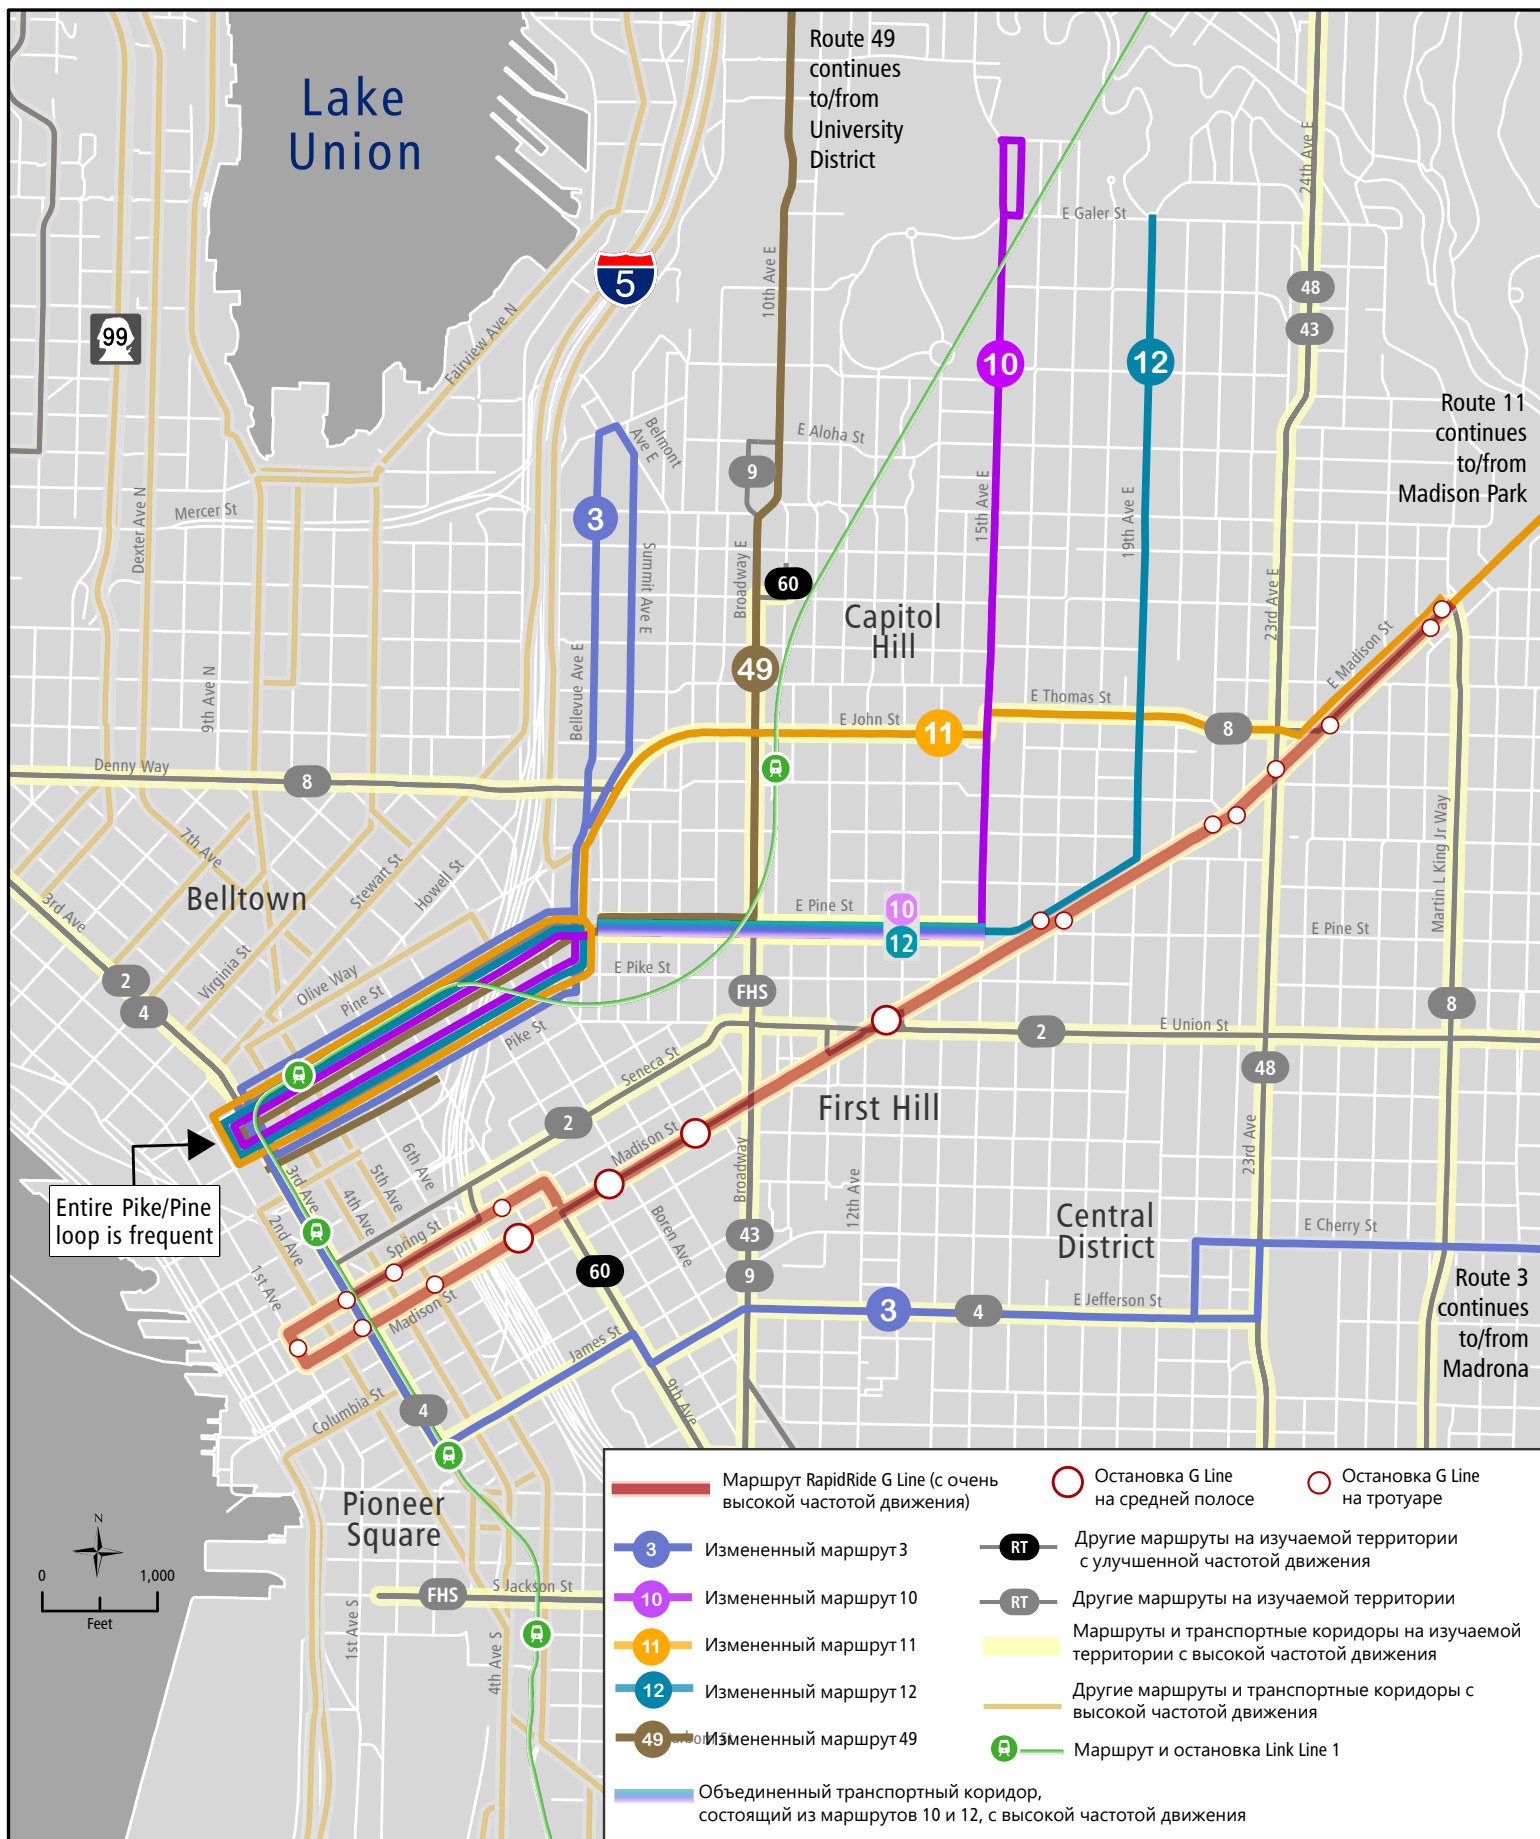 Route 49
continues
to/from
University
District
Lake
Union
5
99
24th Ave E
E Galer St
10th Ave E
48
43
Fairview Ave N
10
12
Route 11
continues
to/from
Madison Park
Belmont
Ave E
E Aloha St
9
Dexter Ave N
Mercer St
3
15th Ave E
19th Ave E
Summit Ave E
Broadway E
60
Capitol
Hill
23rd Ave E
E Madison St
9th Ave N
Bellevue Ave E
49
E Thomas St
E John St
11
8
Denny Way
8
7th Ave
Stewart St
Howell St
Belltown
3rd Ave
Virginia St
Olive Way
Pine St
E Pine St
10
12
E Pine St
Martin L King Jr Way
2
4
E Pike St
FHS
Pike St
8
2
E Union St
Seneca St
48
First Hill
2
Madison St
6th Ave
5th Ave
4th Ave
3rd Ave
2nd Ave
1st Ave
Entire Pike/Pine
loop is frequent
Broadway
12th Ave
23rd Ave
Boren Ave
Spring St
Central
District
E Cherry St
43
9
60
Madison St
James St
3
4
E Jefferson St
Route 3
continues
to/from
Madrona
9th Ave
Columbia St
4
Pioneer
Square
N
0
1,000
Feet
FHS
S Jackson St
1st Ave S
4th Ave S
Маршрут RapidRide G Line (с очень
высокой частотой движения)
Остановка G Line
на средней полосе
Остановка G Line
на тротуаре
3
Измененный маршрут 3
RT
Другие маршруты на изучаемой территории
с улучшенной частотой движения
10
Измененный маршрут 10
RT
Другие маршруты на изучаемой территории
11
Измененный маршрут 11
Маршруты и транспортные коридоры на изучаемой
территории с высокой частотой движения
12
Измененный маршрут 12
Другие маршруты и транспортные коридоры с
высокой частотой движения
49
Измененный маршрут 49
Маршрут и остановка Link Line 1
Объединенный транспортный коридор,
состоящий из маршрутов 10 и 12, с высокой частотой движения